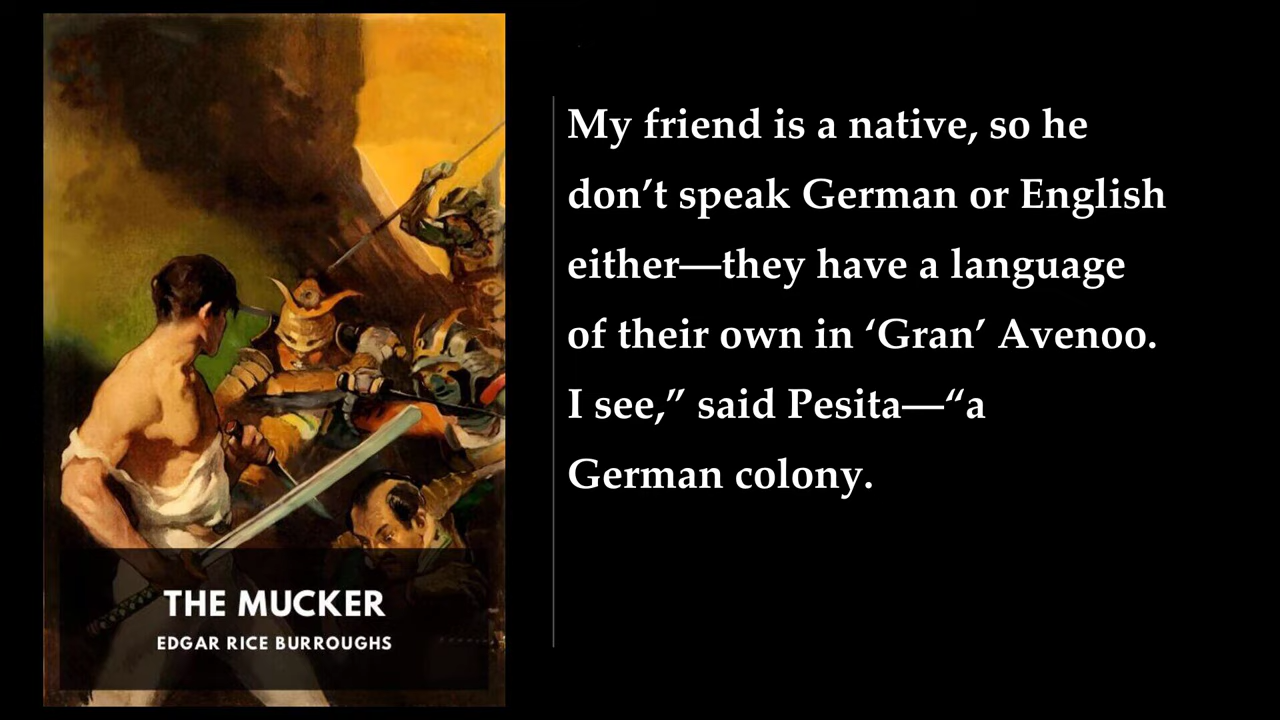 My friend is a native, so he
don’t speak German or English
either—they have a language
of their own in ‘Gran’ Avenoo.
I see,” said Pesita—“a
German colony.
THE MUCKER
EDGAR RICE BURROUGHS